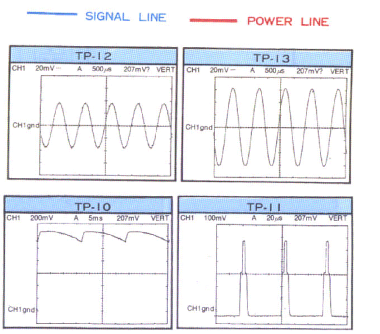 SIGNAL LINE POWER LINE
TP-12 TP-13
CH1 20mV A 500µs 207mV? VERT CH1 20mV A 500µs 207mV? VERT
CH1gnd CH1gnd
TP-10 TP-11
CH1 200mV A 5ms 207mV VERT CH1 100mV A 20µs 207mV VERT
CH1gnd CH1gnd